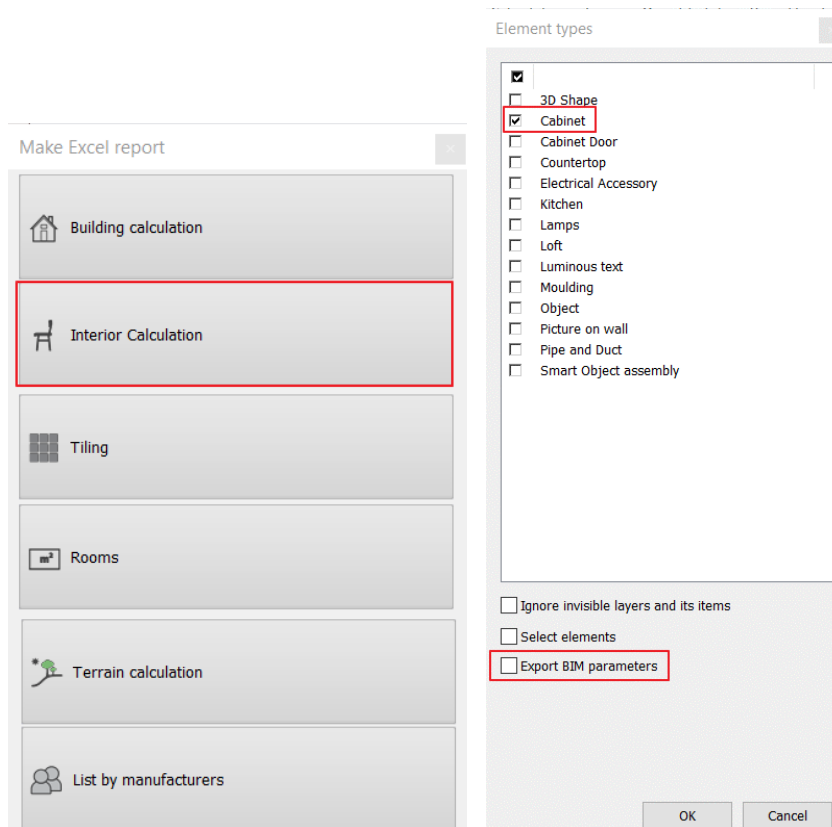 Make Excel report
Building calculation
Interior Calculation
Tiling
m²
Rooms
Terrain calculation
List by manufacturers
Element types
3D Shape
Cabinet
Cabinet Door
Countertop
Electrical Accessory
Kitchen
Lamps
Loft
Luminous text
Moulding
Object
Picture on wall
Pipe and Duct
Smart Object assembly
Ignore invisible layers and its items
Select elements
Export BIM parameters
OK
Cancel